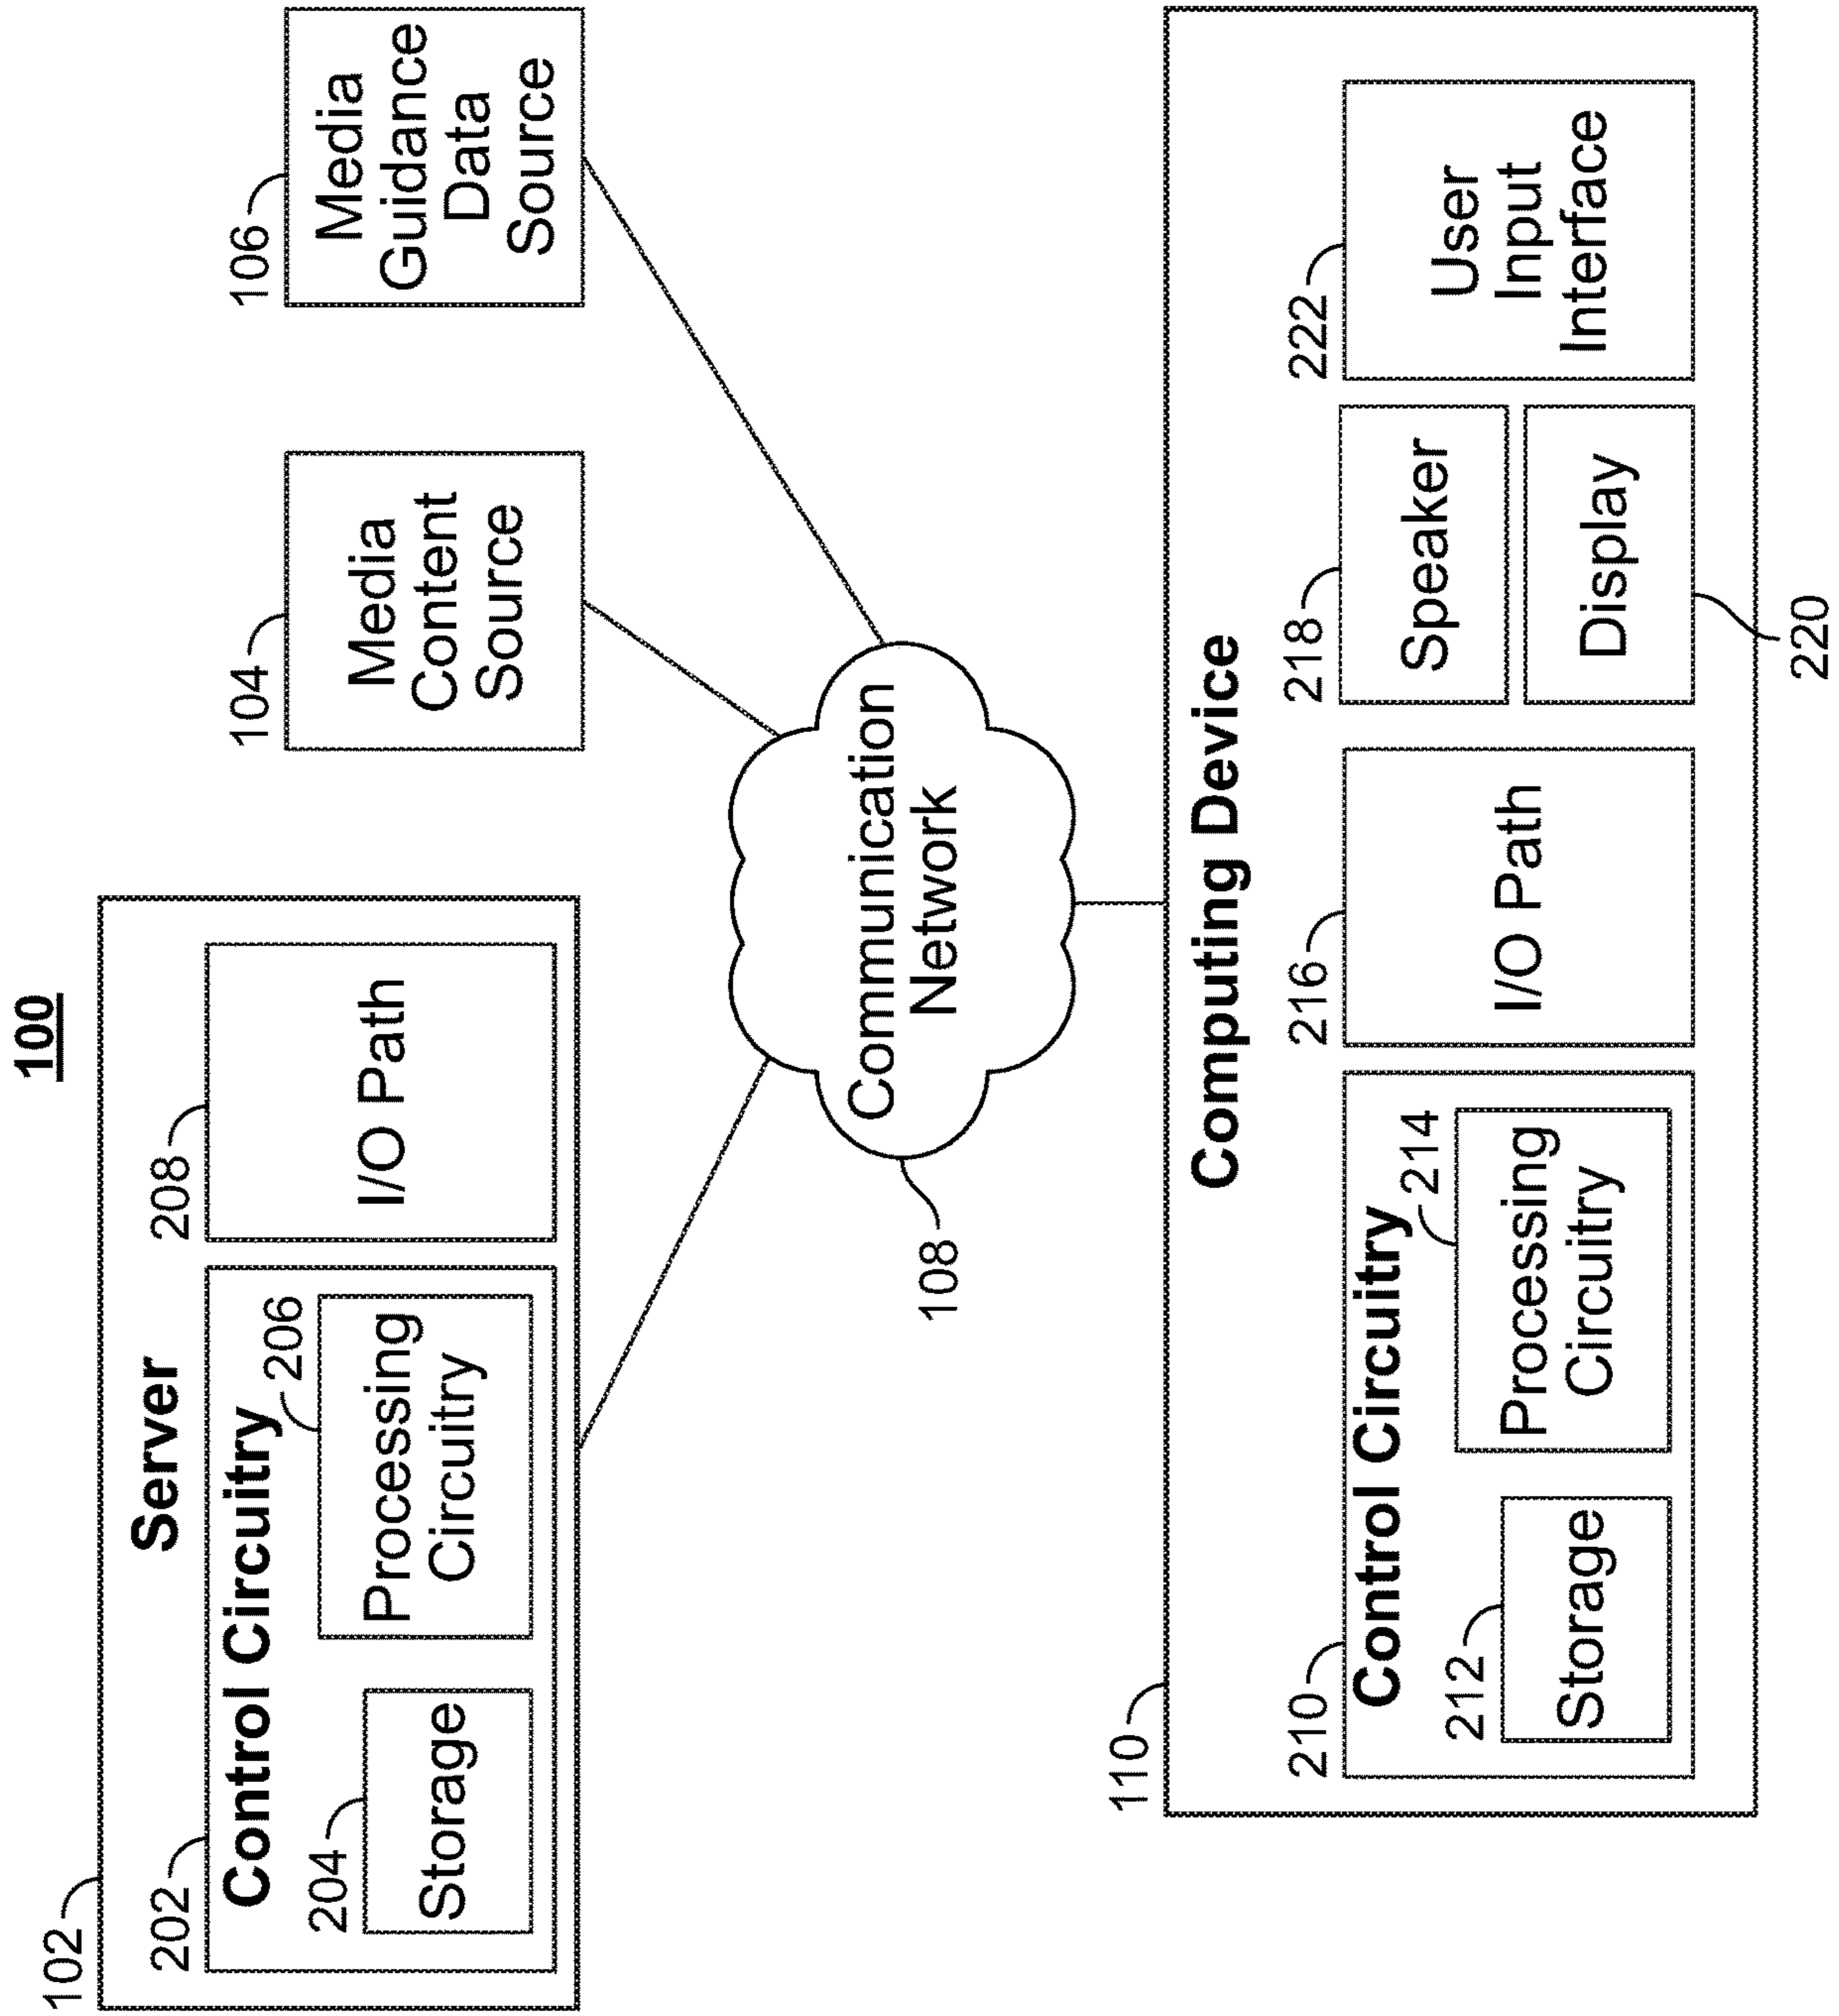 100
102
Server
202
Control Circuitry
204
Storage
206
Processing
Circuitry
208
I/O Path
104
Media
Content
Source
106
Media
Guidance
Data
Source
Communication
Network
108
110
Computing Device
210
Control Circuitry
212
Storage
214
Processing
Circuitry
216
I/O Path
218
Speaker
Display
220
222
User
Input
Interface